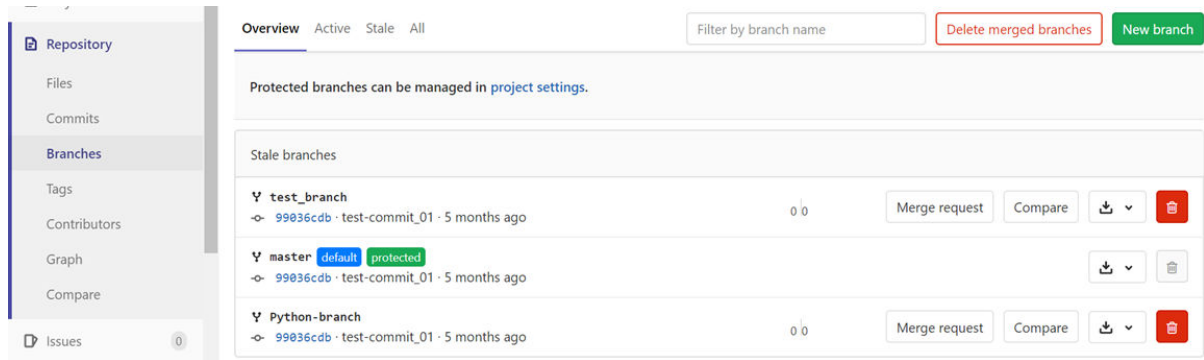 Repository
Files
Commits
Branches
Tags
Contributors
Graph
Compare
Issues 0
Overview Active Stale All Filter by branch name Delete merged branches New branch
Protected branches can be managed in project settings.
Stale branches
test_branch
99036cdb · test-commit_01 · 5 months ago 0 0 Merge request Compare
master default protected
99036cdb · test-commit_01 · 5 months ago
Python-branch
99036cdb · test-commit_01 · 5 months ago 0 0 Merge request Compare